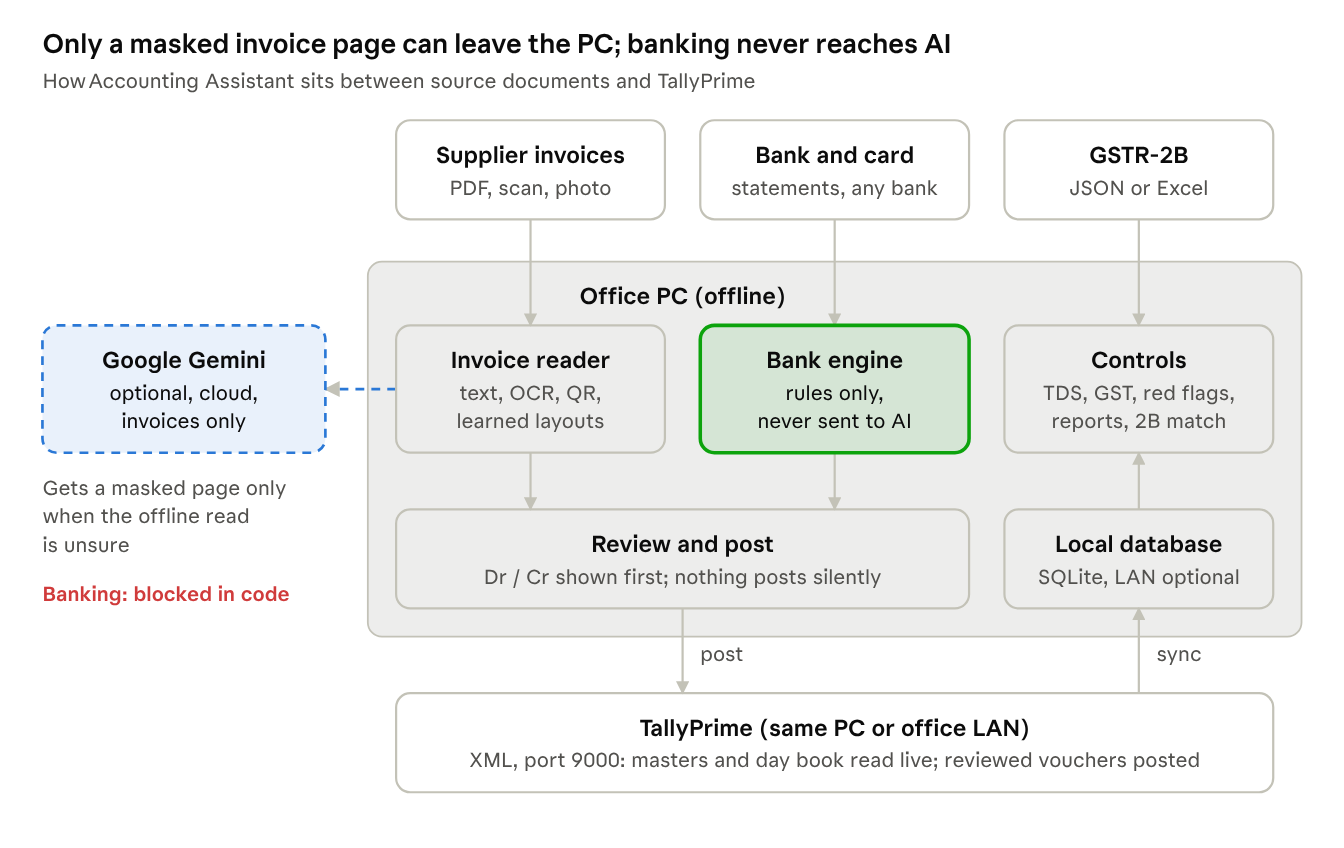 Only a masked invoice page can leave the PC; banking never reaches AI
How Accounting Assistant sits between source documents and TallyPrime
Supplier invoices
PDF, scan, photo
Bank and card
statements, any bank
GSTR-2B
JSON or Excel
Office PC (offline)
Google Gemini
optional, cloud,
invoices only
Invoice reader
text, OCR, QR,
learned layouts
Bank engine
rules only,
never sent to AI
Controls
TDS, GST, red flags,
reports, 2B match
Gets a masked page only
when the offline read
is unsure
Banking: blocked in code
Review and post
Dr / Cr shown first; nothing posts silently
Local database
SQLite, LAN optional
post
sync
TallyPrime (same PC or office LAN)
XML, port 9000: masters and day book read live; reviewed vouchers posted